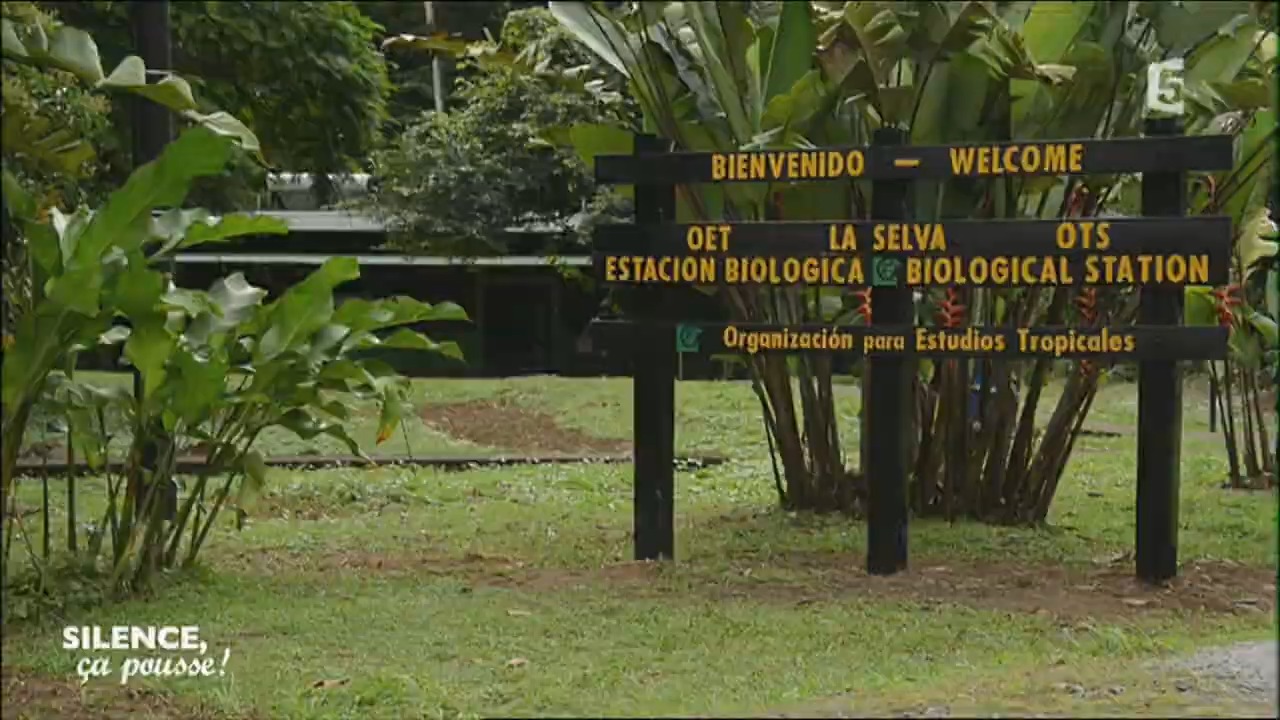 5
BIENVENIDO — WELCOME
OET LA SELVA OTS
ESTACION BIOLOGICA BIOLOGICAL STATION
Organización para Estudios Tropicales
SILENCE,
ça pousse!